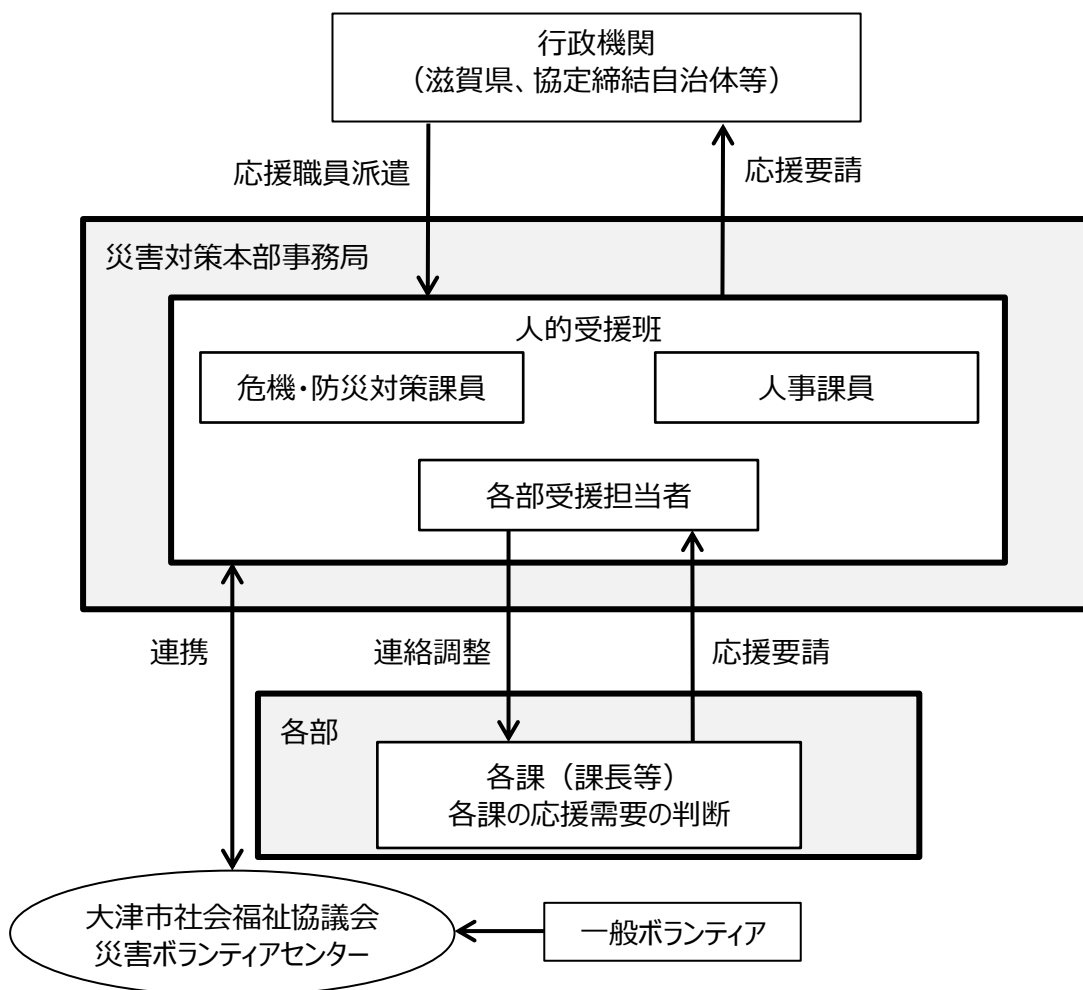 行政機関
（滋賀県、協定締結自治体等）
応援職員派遣
応援要請
災害対策本部事務局
人的受援班
危機・防災対策課員
人事課員
各部受援担当者
連携
連絡調整
応援要請
各部
各課（課長等）
各課の応援需要の判断
大津市社会福祉協議会
災害ボランティアセンター
一般ボランティア